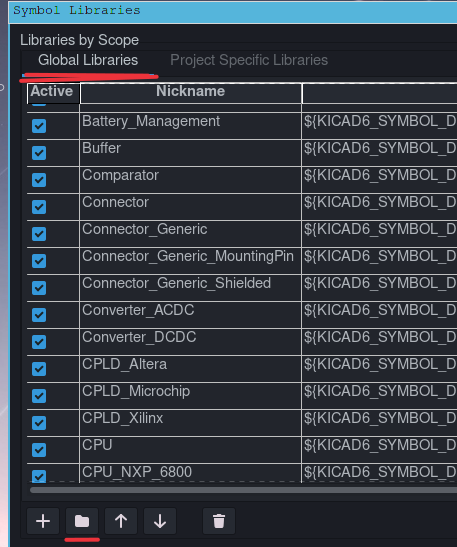 Symbol Libraries
Libraries by Scope
Global Libraries Project Specific Libraries
Active Nickname
Battery_Management ${KICAD6_SYMBOL_D
Buffer ${KICAD6_SYMBOL_D
Comparator ${KICAD6_SYMBOL_D
Connector ${KICAD6_SYMBOL_D
Connector_Generic ${KICAD6_SYMBOL_D
Connector_Generic_MountingPin ${KICAD6_SYMBOL_D
Connector_Generic_Shielded ${KICAD6_SYMBOL_D
Converter_ACDC ${KICAD6_SYMBOL_D
Converter_DCDC ${KICAD6_SYMBOL_D
CPLD_Altera ${KICAD6_SYMBOL_D
CPLD_Microchip ${KICAD6_SYMBOL_D
CPLD_Xilinx ${KICAD6_SYMBOL_D
CPU ${KICAD6_SYMBOL_D
CPU_NXP_6800 ${KICAD6_SYMBOL_D